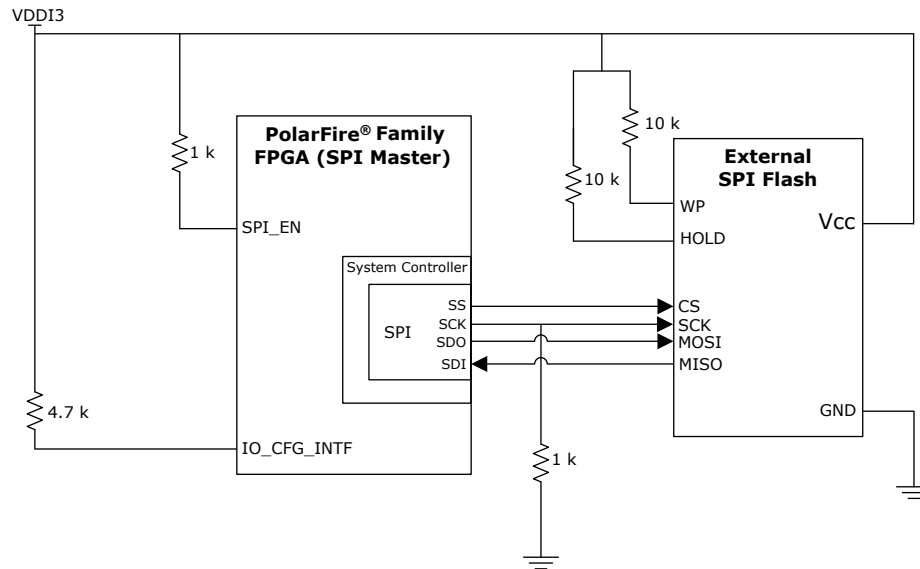 VDDI3
1 k
4.7 k
PolarFire® Family
FPGA (SPI Master)
SPI_EN
System Controller
SPI
SS
SCK
SDO
SDI
IO_CFG_INTF
1 k
10 k
10 k
External
SPI Flash
WP
HOLD
Vcc
CS
SCK
MOSI
MISO
GND